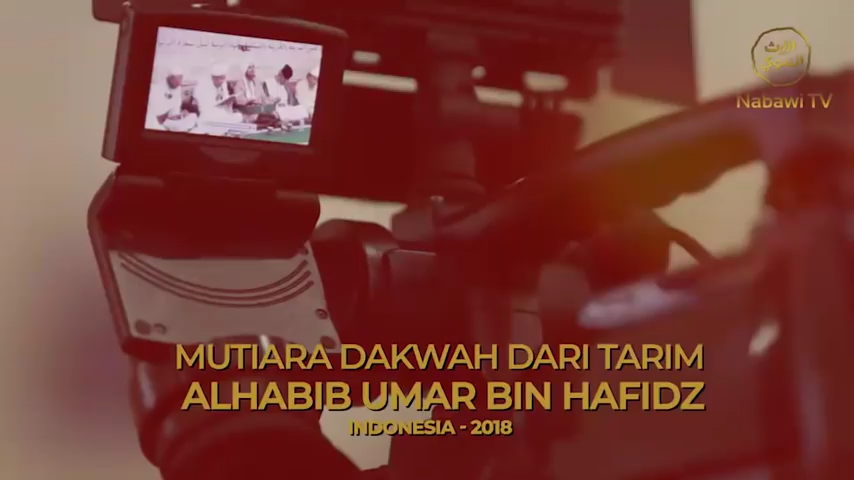 Nabawi TV
MUTIARA DAKWAH DARI TARIM
ALHABIB UMAR BIN HAFIDZ
INDONESIA - 2018